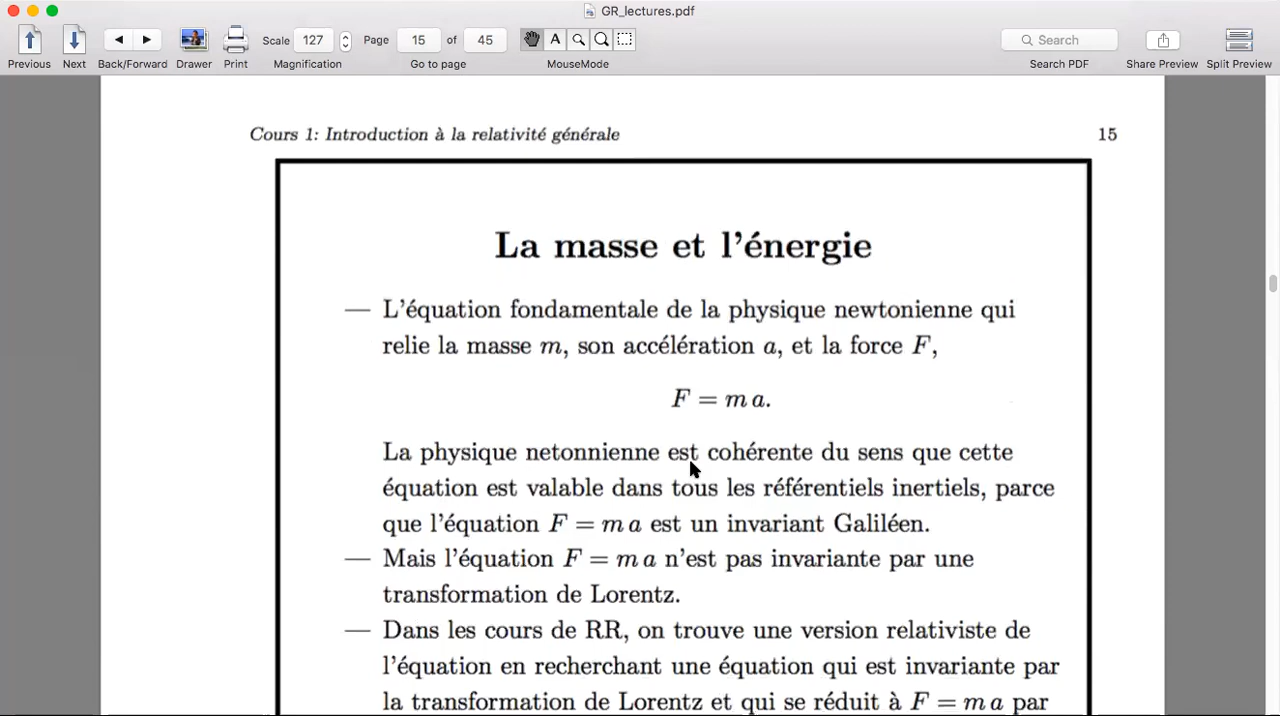 GR_lectures.pdf
Scale 127 Page 15 of 45 A Search
Previous Next Back/Forward Magnification Drawer Print Go to page MouseMode Search PDF Share Preview Split Preview
Cours 1: Introduction à la relativité générale 15
La masse et l'énergie
— L'équation fondamentale de la physique newtonienne qui
relie la masse m, son accélération a, et la force F,
F = m a.
La physique netonnienne est cohérente du sens que cette
équation est valable dans tous les référentiels inertiels, parce
que l'équation F = m a est un invariant Galiléen.
— Mais l'équation F = m a n'est pas invariante par une
transformation de Lorentz.
— Dans les cours de RR, on trouve une version relativiste de
l'équation en recherchant une équation qui est invariante par
la transformation de Lorentz et qui se réduit à F = m a par